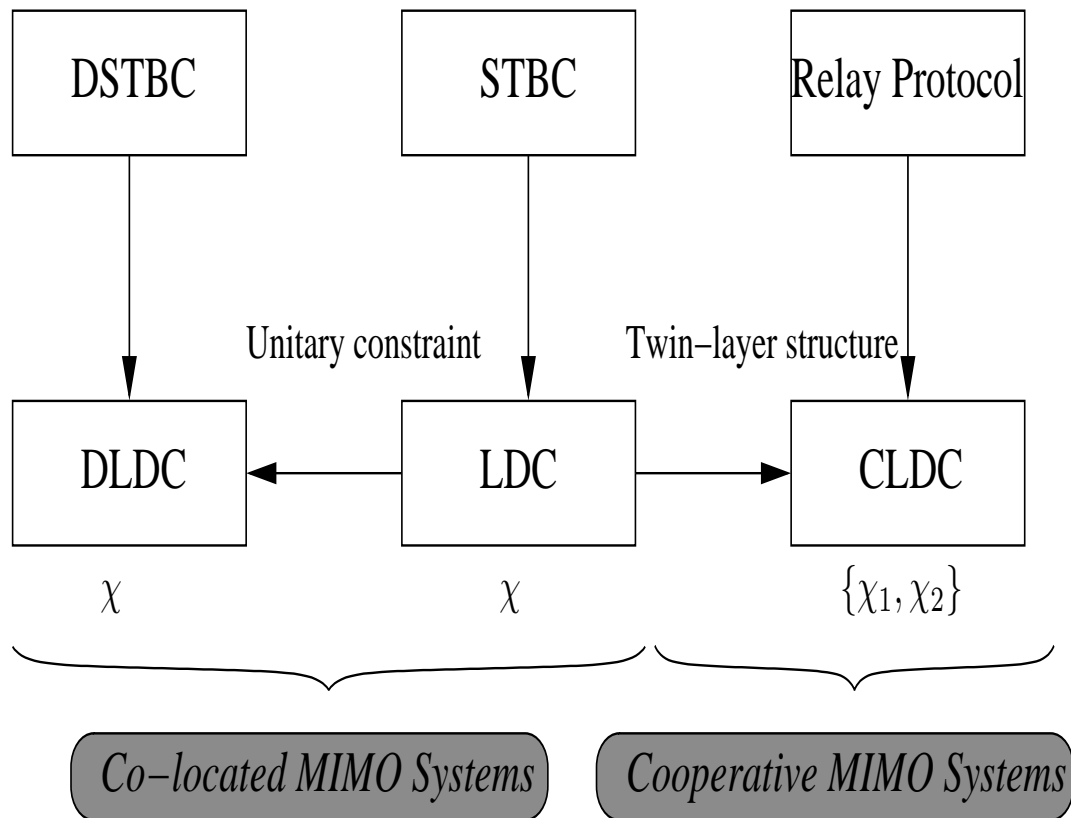 DSTBC
STBC
Relay Protocol
Unitary constraint
Twin−layer structure
DLDC
LDC
CLDC
χ
χ
{χ₁, χ₂}
Co−located MIMO Systems
Cooperative MIMO Systems